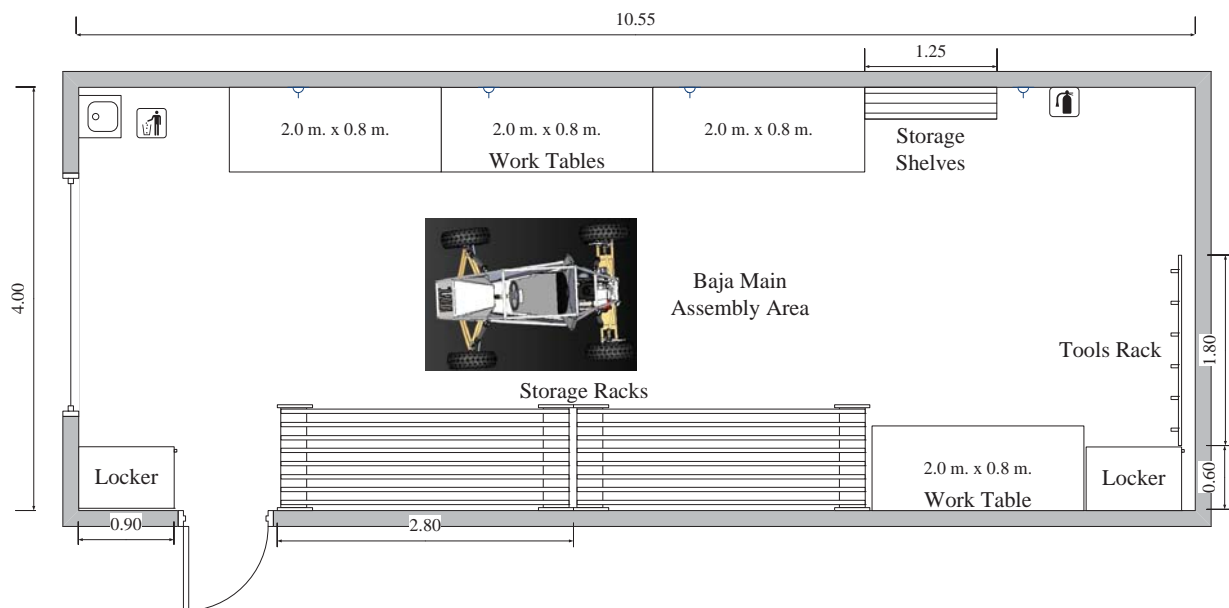 10.55
1.25
2.0 m. x 0.8 m.
2.0 m. x 0.8 m.
2.0 m. x 0.8 m.
Work Tables
Storage
Shelves
4.00
Baja Main
Assembly Area
Tools Rack
1.80
Storage Racks
Locker
2.0 m. x 0.8 m.
Work Table
Locker
0.60
0.90
2.80